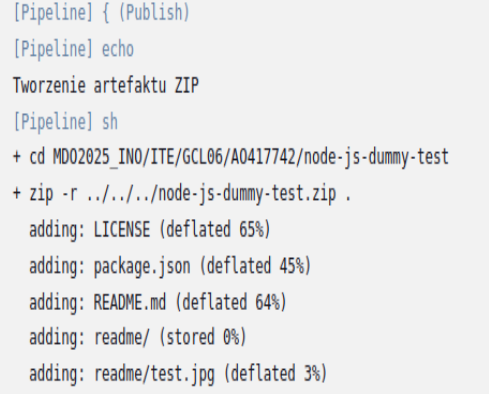 [Pipeline] { (Publish)
[Pipeline] echo
Tworzenie artefaktu ZIP
[Pipeline] sh
+ cd MDO2025_INO/ITE/GCL06/AO417742/node-js-dummy-test
+ zip -r ../../../node-js-dummy-test.zip .
adding: LICENSE (deflated 65%)
adding: package.json (deflated 45%)
adding: README.md (deflated 64%)
adding: readme/ (stored 0%)
adding: readme/test.jpg (deflated 3%)